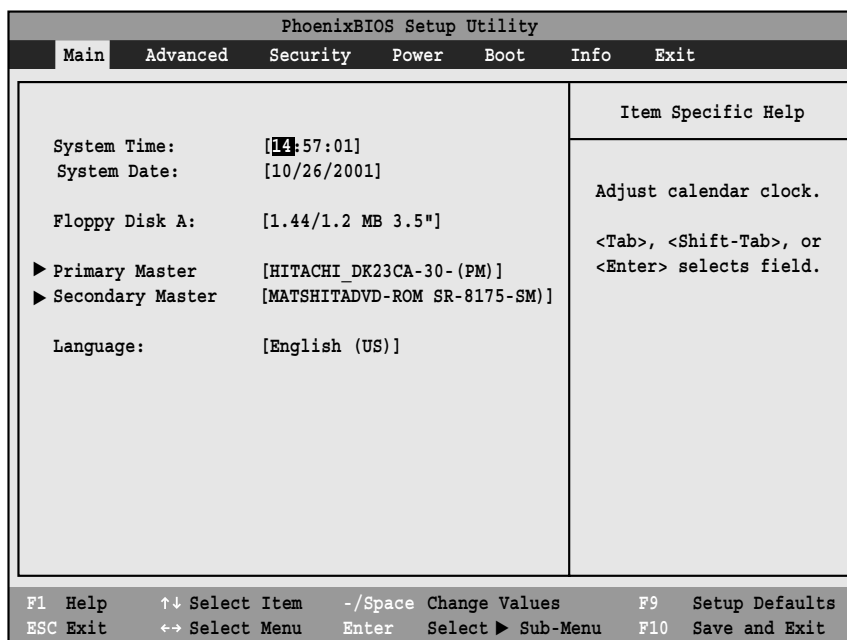 PhoenixBIOS Setup Utility
Main Advanced Security Power Boot Info Exit
Item Specific Help
System Time: [14:57:01]
System Date: [10/26/2001]
Floppy Disk A: [1.44/1.2 MB 3.5"]
▶ Primary Master [HITACHI_DK23CA-30-(PM)]
▶ Secondary Master [MATSHITADVD-ROM SR-8175-SM)]
Language: [English (US)]
Adjust calendar clock.
<Tab>, <Shift-Tab>, or
<Enter> selects field.
F1 Help ↑↓ Select Item -/Space Change Values F9 Setup Defaults
ESC Exit ←→ Select Menu Enter Select ▶ Sub-Menu F10 Save and Exit